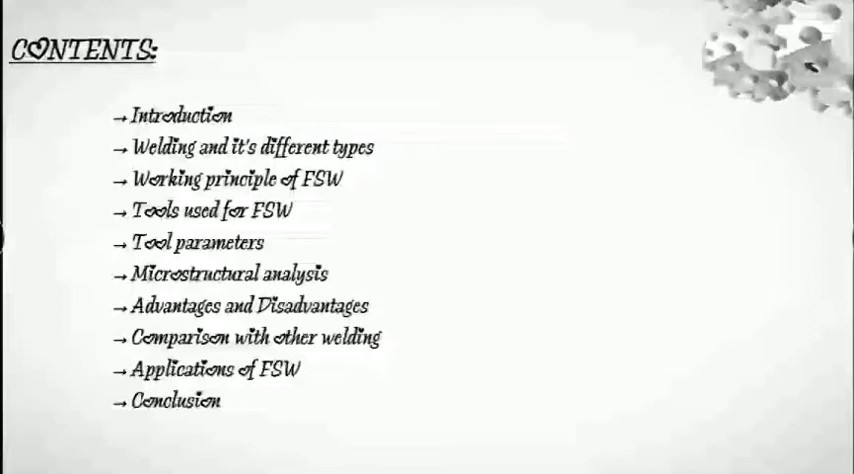 CONTENTS:
→Introduction
→Welding and it's different types
→Working principle of FSW
→Tools used for FSW
→Tool parameters
→Microstructural analysis
→Advantages and Disadvantages
→Comparison with other welding
→Applications of FSW
→Conclusion